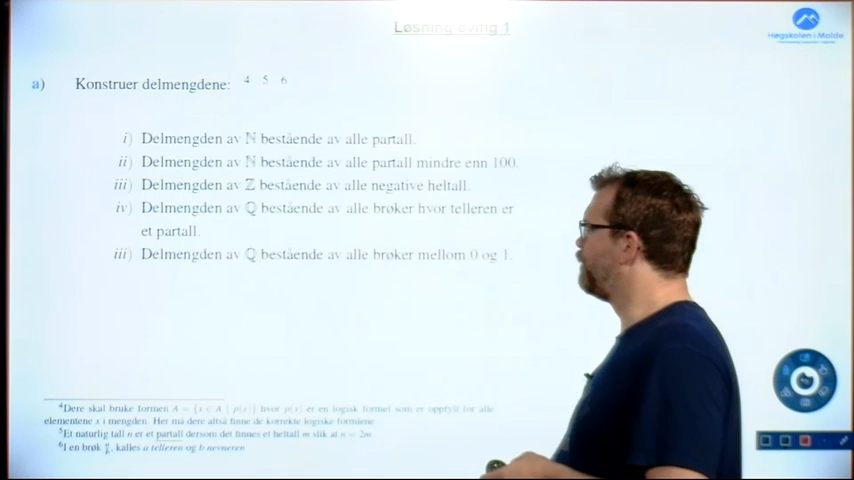 Løsning øving 1
Høgskolen i Molde
a) Konstruer delmengdene: 4 5 6
i) Delmengden av ℕ bestående av alle partall.
ii) Delmengden av ℕ bestående av alle partall mindre enn 100.
iii) Delmengden av ℤ bestående av alle negative heltall.
iv) Delmengden av ℚ bestående av alle brøker hvor telleren er
et partall.
iii) Delmengden av ℚ bestående av alle brøker mellom 0 og 1.
4Dere skal bruke formen A = {x ∈ A | p(x)} hvor p(x) er en logisk formel som er oppfyll for alle
elementene x i mengden. Her må dere altså finne de korrekte logiske formlene.
5Et naturlig tall n er et partall dersom det finnes et heltall m slik at n = 2m.
6I en brøk a/b, kalles a telleren og b nevneren